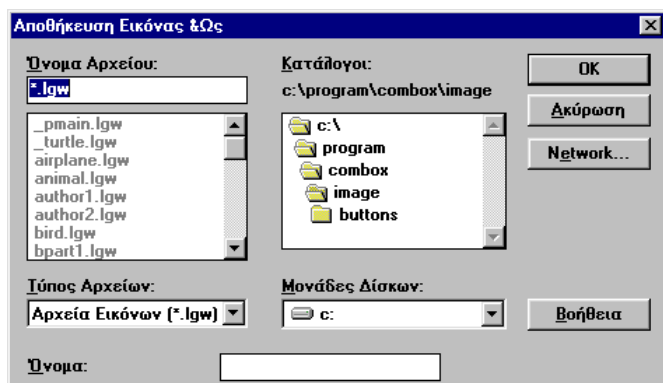 Αποθήκευση Εικόνας &Ως
Όνομα Αρχείου:
*.lgw
_pmain.lgw
_turtle.lgw
airplane.lgw
animal.lgw
author1.lgw
author2.lgw
bird.lgw
bpart1.lgw
Τύπος Αρχείων:
Αρχεία Εικόνων (*.lgw)
Κατάλογοι:
c:\program\combox\image
c:\
program
combox
image
buttons
Μονάδες Δίσκων:
c:
OK
Ακύρωση
Network...
Βοήθεια
Όνομα: